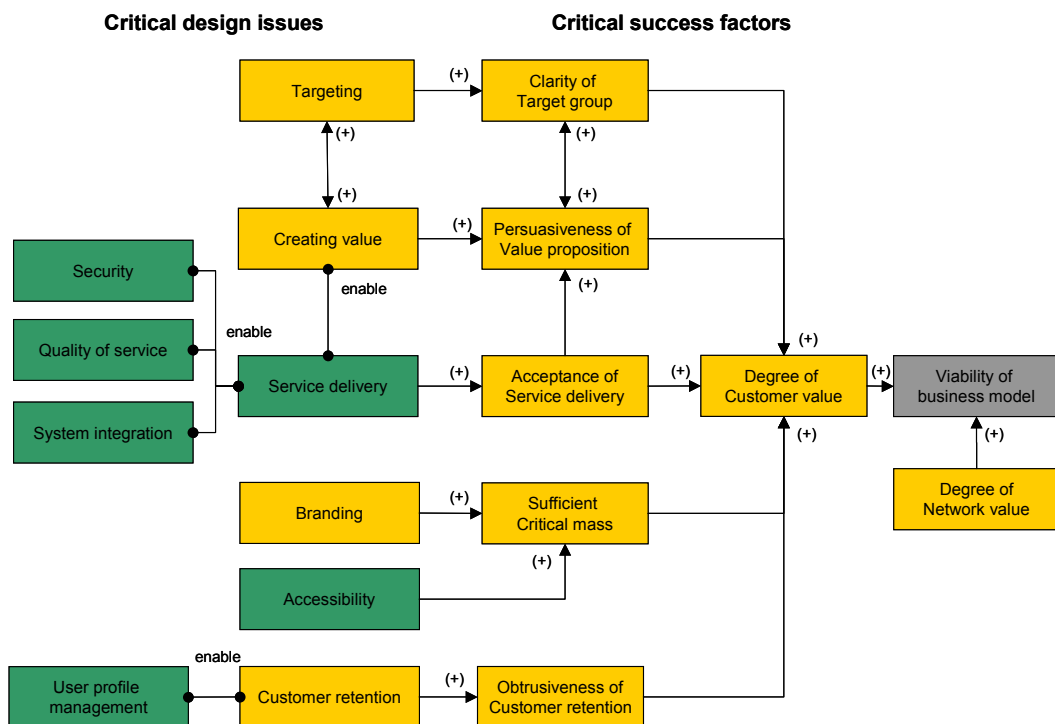 Critical design issues
Critical success factors
Targeting
(+)
Clarity of
Target group
(+)
(+)
(+)
(+)
Creating value
(+)
Persuasiveness of
Value proposition
Security
enable
(+)
enable
Quality of service
(+)
Service delivery
(+)
Acceptance of
Service delivery
(+)
Degree of
Customer value
(+)
Viability of
business model
System integration
(+)
(+)
Branding
(+)
Sufficient
Critical mass
Degree of
Network value
(+)
Accessibility
enable
User profile
management
Customer retention
(+)
Obtrusiveness of
Customer retention